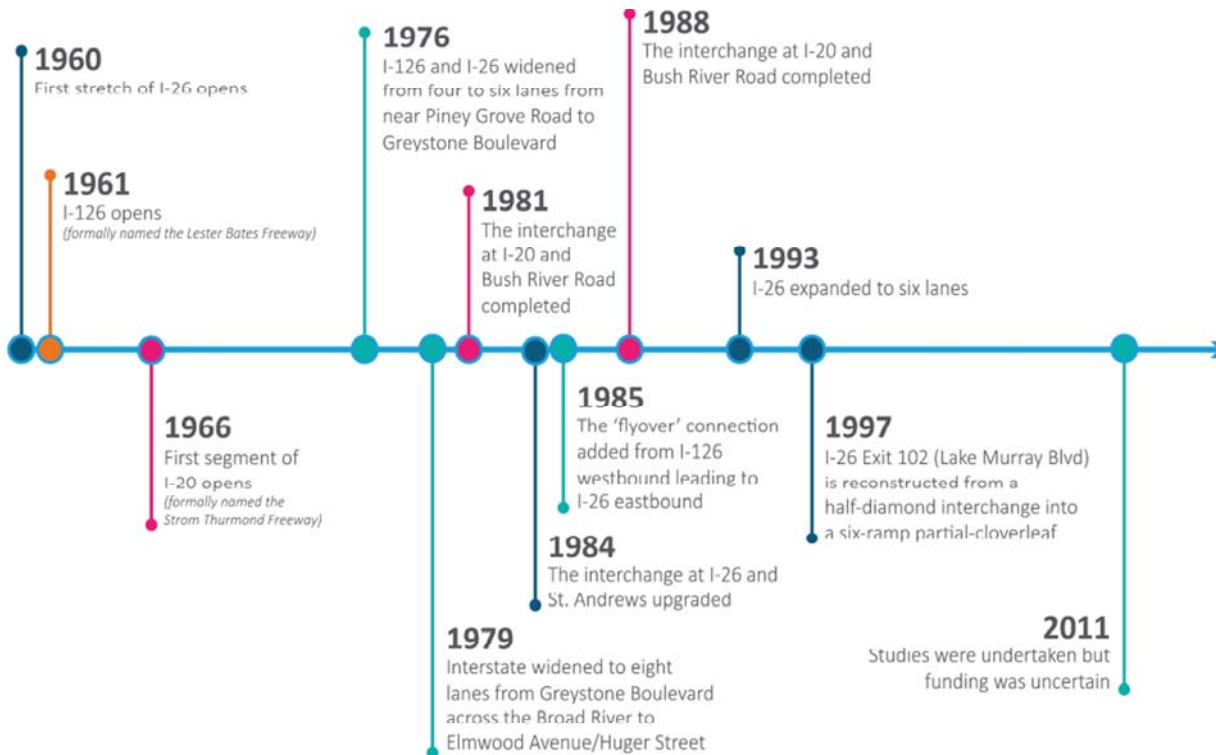 1960
First stretch of I-26 opens
1961
I-126 opens
(formally named the Lester Bates Freeway)
1966
First segment of
I-20 opens
(formally named the
Strom Thurmond Freeway)
1976
I-126 and I-26 widened
from four to six lanes from
near Piney Grove Road to
Greystone Boulevard
1979
Interstate widened to eight
lanes from Greystone Boulevard
across the Broad River to
Elmwood Avenue/Huger Street
1981
The interchange
at I-20 and
Bush River Road
completed
1984
The interchange at I-26 and
St. Andrews upgraded
1985
The ‘flyover’ connection
added from I-126
westbound leading to
I-26 eastbound
1988
The interchange at I-20 and
Bush River Road completed
1993
I-26 expanded to six lanes
1997
I-26 Exit 102 (Lake Murray Blvd)
is reconstructed from a
half-diamond interchange into
a six-ramp partial-cloverleaf
2011
Studies were undertaken but
funding was uncertain